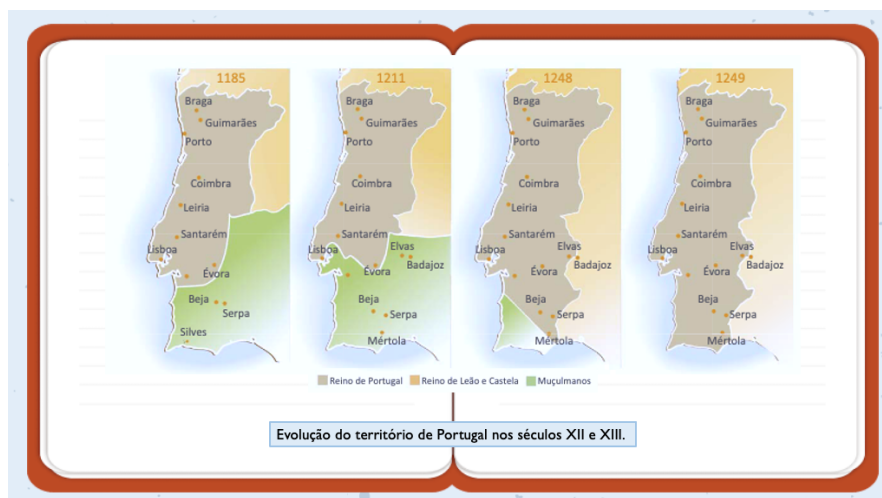 1185
Braga
Guimarães
Porto
Coimbra
Leiria
Santarém
Lisboa
Évora
Beja
Serpa
Silves
1211
Braga
Guimarães
Porto
Coimbra
Leiria
Santarém
Lisboa
Elvas
Évora
Badajoz
Beja
Serpa
Mértola
1248
Braga
Guimarães
Porto
Coimbra
Leiria
Santarém
Lisboa
Elvas
Évora
Badajoz
Beja
Serpa
Mértola
1249
Braga
Guimarães
Porto
Coimbra
Leiria
Santarém
Lisboa
Elvas
Évora
Badajoz
Beja
Serpa
Mértola
Reino de Portugal Reino de Leão e Castela Muçulmanos
Evolução do território de Portugal nos séculos XII e XIII.